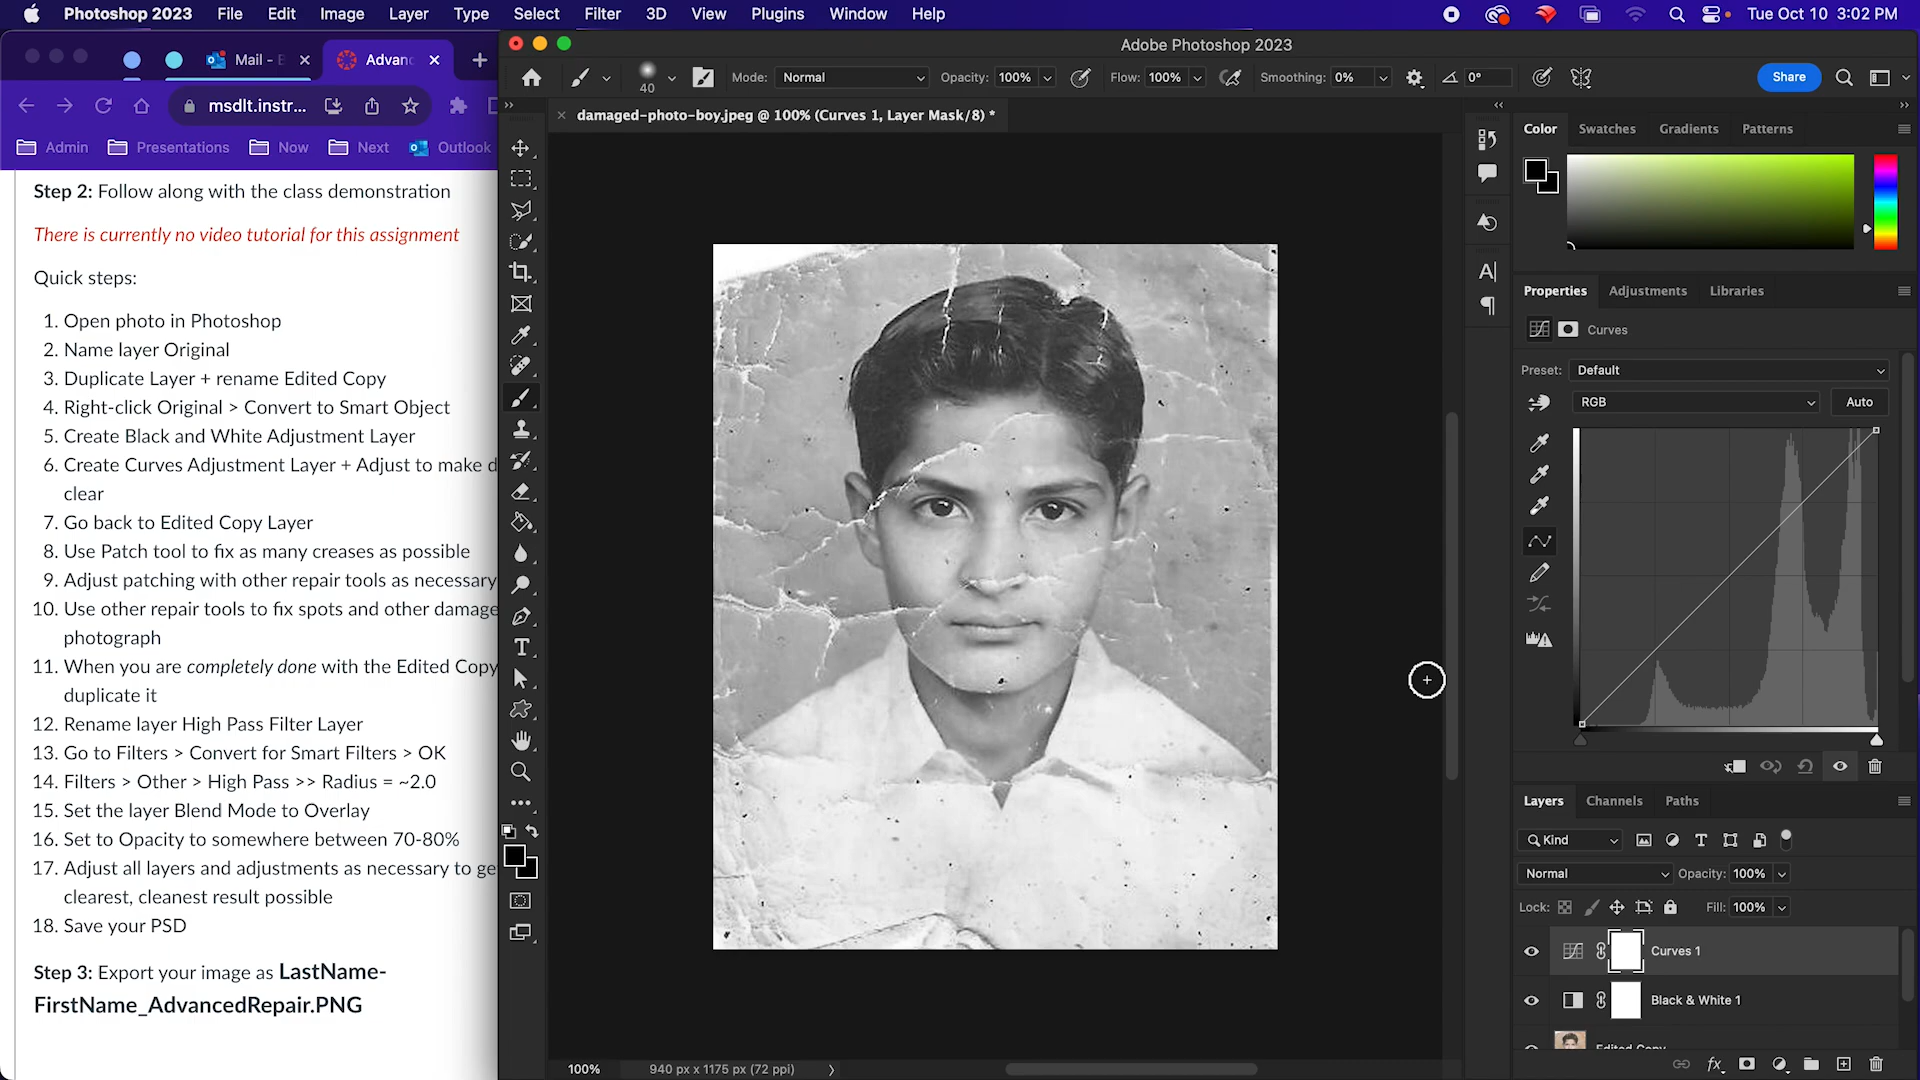 Photoshop 2023 File Edit Image Layer Type Select Filter 3D View Plugins Window Help Tue Oct 10 3:02 PM
Mail - Advanc
Adobe Photoshop 2023
Mode: Normal Opacity: 100% Flow: 100% Smoothing: 0% 0° Share
40
msdlt.instr...
damaged-photo-boy.jpeg @ 100% (Curves 1, Layer Mask/8) *
Admin Presentations Now Next Outlook
Color Swatches Gradients Patterns
Step 2: Follow along with the class demonstration
There is currently no video tutorial for this assignment
Quick steps:
1. Open photo in Photoshop
2. Name layer Original
3. Duplicate Layer + rename Edited Copy
4. Right-click Original > Convert to Smart Object
5. Create Black and White Adjustment Layer
6. Create Curves Adjustment Layer + Adjust to make d
clear
7. Go back to Edited Copy Layer
8. Use Patch tool to fix as many creases as possible
9. Adjust patching with other repair tools as necessary
10. Use other repair tools to fix spots and other damage
photograph
11. When you are completely done with the Edited Copy
duplicate it
12. Rename layer High Pass Filter Layer
13. Go to Filters > Convert for Smart Filters > OK
14. Filters > Other > High Pass >> Radius = ~2.0
15. Set the layer Blend Mode to Overlay
16. Set to Opacity to somewhere between 70-80%
17. Adjust all layers and adjustments as necessary to ge
clearest, cleanest result possible
18. Save your PSD
Step 3: Export your image as LastName-
FirstName_AdvancedRepair.PNG
Properties Adjustments Libraries
Curves
Preset: Default
RGB Auto
Layers Channels Paths
Kind
Normal Opacity: 100%
Lock: Fill: 100%
Curves 1
Black & White 1
Edited Copy
100% 940 px x 1175 px (72 ppi)